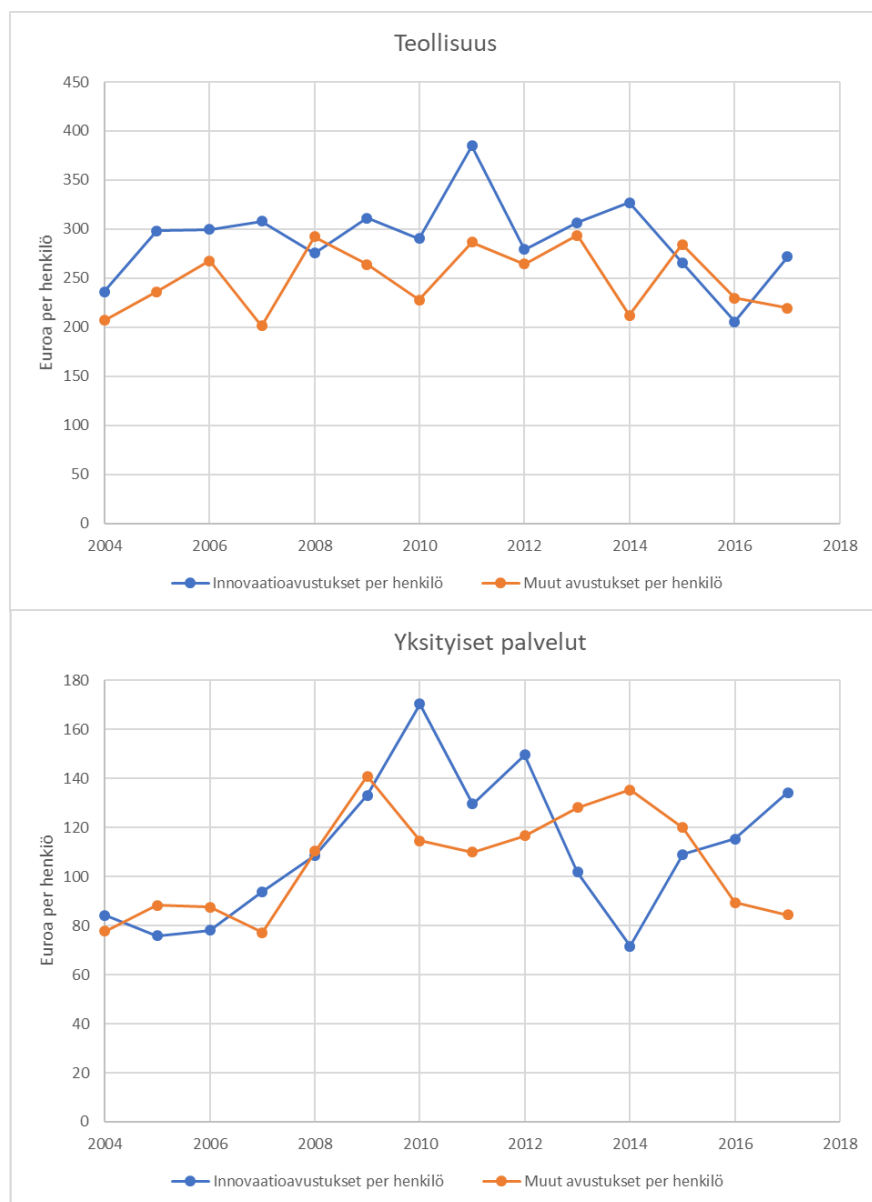 Teollisuus
450
400
350
300
250
200
150
100
50
0
Euroa per henkilö
2004 2006 2008 2010 2012 2014 2016 2018
Innovaatioavustukset per henkilö Muut avustukset per henkilö
Yksityiset palvelut
180
160
140
120
100
80
60
40
20
0
Euroa per henkiö
2004 2006 2008 2010 2012 2014 2016 2018
Innovaatioavustukset per henkilö Muut avustukset per henkilö